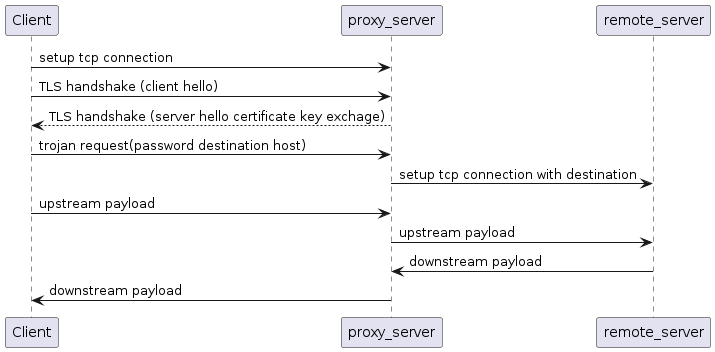 Client proxy_server remote_server
setup tcp connection
TLS handshake (client hello)
TLS handshake (server hello certificate key exchage)
trojan request(password destination host)
setup tcp connection with destination
upstream payload
upstream payload
downstream payload
downstream payload
Client proxy_server remote_server